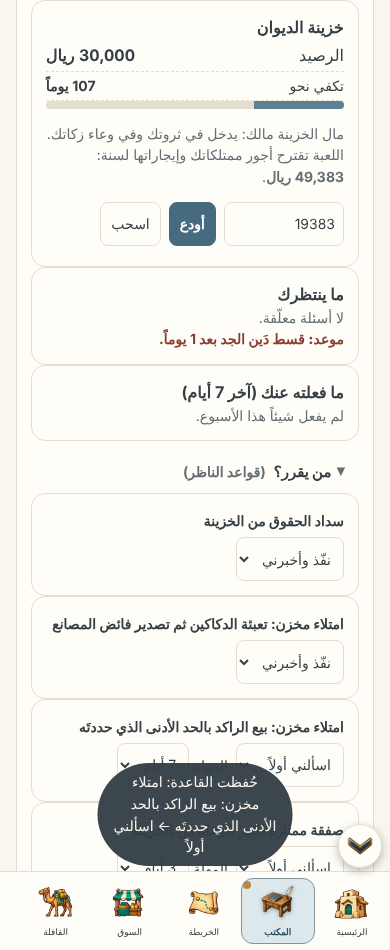 خزينة الديوان
الرصيد 30,000 ريال
تكفي نحو 107 يوماً
مال الخزينة مالك: يدخل في ثروتك وفي وعاء زكاتك.
اللعبة تقترح أجور ممتلكاتك وإيجاراتها لسنة:
49,383 ريال.
19383 أودع اسحب
ما ينتظرك
لا أسئلة معلّقة.
موعد: قسط دَين الجد بعد 1 يوماً.
ما فعلته عنك (آخر 7 أيام)
لم يفعل شيئاً هذا الأسبوع.
▼ من يقرر؟ (قواعد الناظر)
سداد الحقوق من الخزينة
نفّذ وأخبرني
امتلاء مخزن: تعبئة الدكاكين ثم تصدير فائض المصانع
نفّذ وأخبرني
امتلاء مخزن: بيع الراكد بالحد الأدنى الذي حددتَه
اسألني أولاً
حُفظت القاعدة: امتلاء
مخزن: بيع الراكد بالحد
الأدنى الذي حددتَه ← اسألني
أولاً
صفقة
اسألني أولاً
الرئيسية المكتب الخريطة السوق القافلة